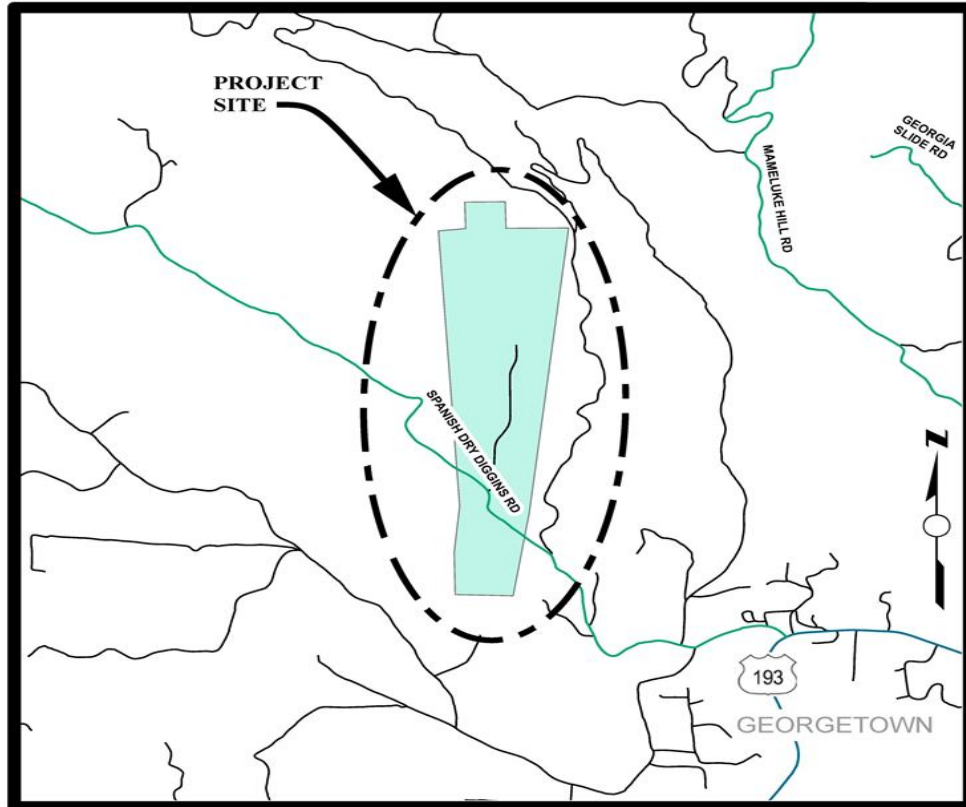 PROJECT
SITE
GEORGIA
SLIDE RD
MAMELUKE HILL RD
SPANISH DRY DIGGINS RD
N
193
GEORGETOWN